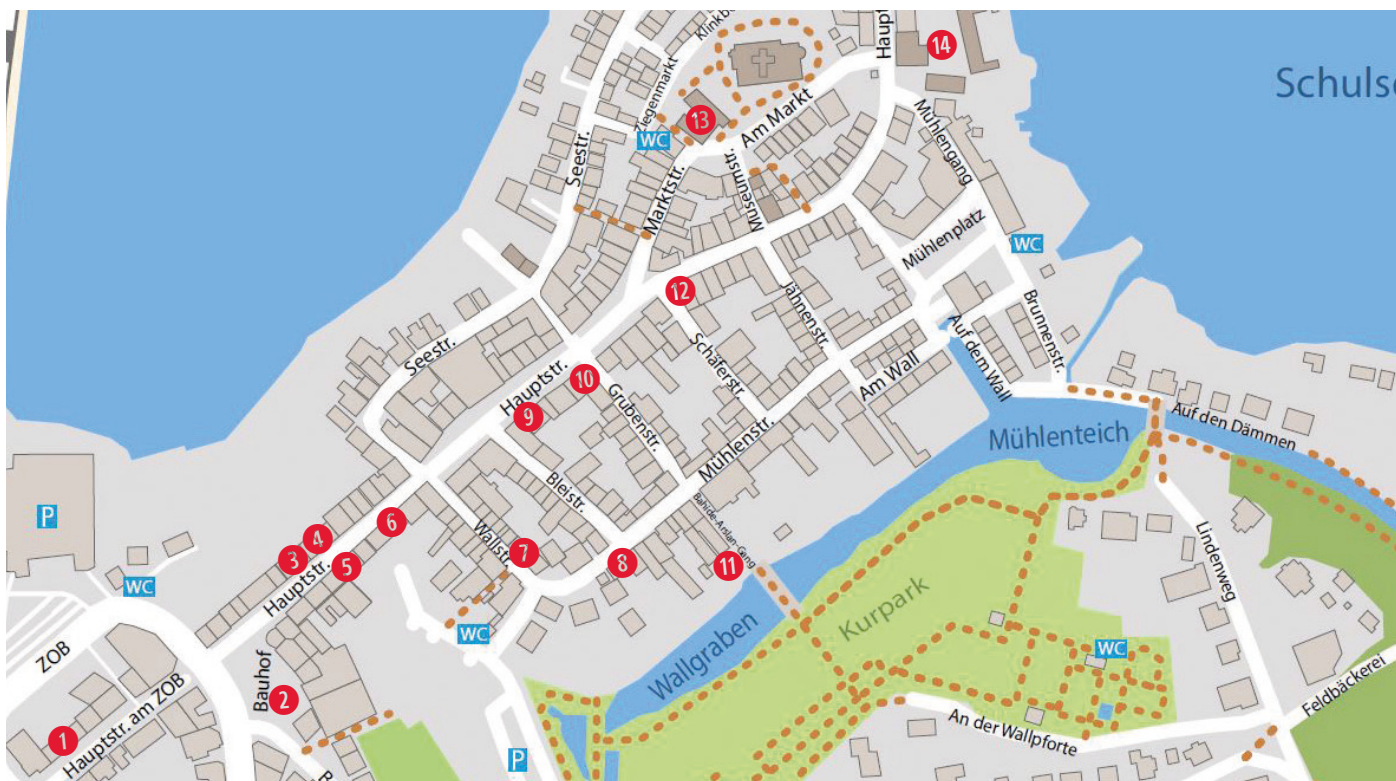 Klinkb
Haupt
14
Schulse
Ziegenmarkt
13
WC
Am Markt
Mühlengang
Seestr.
Marktstr.
Museumstr.
Mühlenplatz
WC
12
Jähnenstr.
Brunnenstr.
Seestr.
Schäferstr.
Auf dem Wall
Am Wall
Hauptstr.
10
9
Grubenstr.
Auf den Dämmen
Mühlenteich
Mühlenstr.
P
6
Bleistr.
Bahide-Arslan-Gang
4
3
5
Hauptstr.
Wallstr.
7
8
11
Lindenweg
WC
Kurpark
WC
WC
ZOB
Wallgraben
Bauhof
2
Hauptstr. am ZOB
1
An der Wallpforte
Feldbäckerei
P